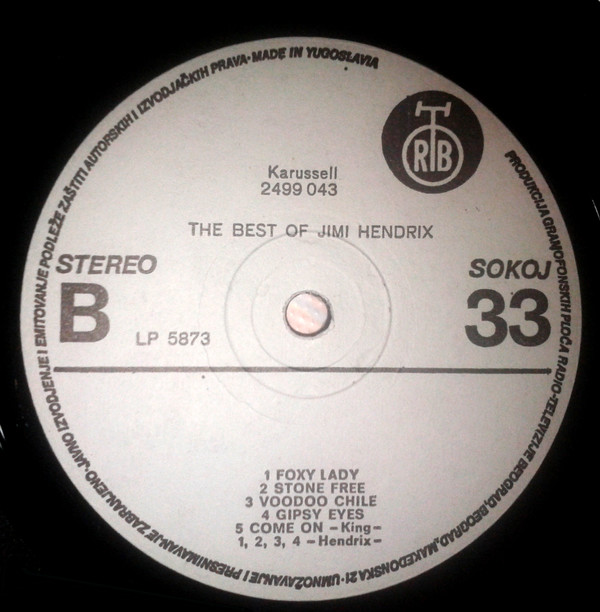 PRODUKCIJA GRAMOFONSKIH PLOČA RADIO-TELEVIZIJE BEOGRAD, BEOGRAD, MAKEDONSKA 21 · UMNOŽAVANJE I PRESNIMAVANJE ZABRANJENO · JAVNO IZVODJENJE I EMITOVANJE PODLEŽE ZAŠTITI AUTORSKIH I IZVODJAČKIH PRAVA · MADE IN YUGOSLAVIA
RTB
Karussell
2499 043
THE BEST OF JIMI HENDRIX
STEREO
SOKOJ
B
LP 5873
33
1 FOXY LADY
2 STONE FREE
3 VOODOO CHILE
4 GIPSY EYES
5 COME ON -King-
1, 2, 3, 4 -Hendrix-